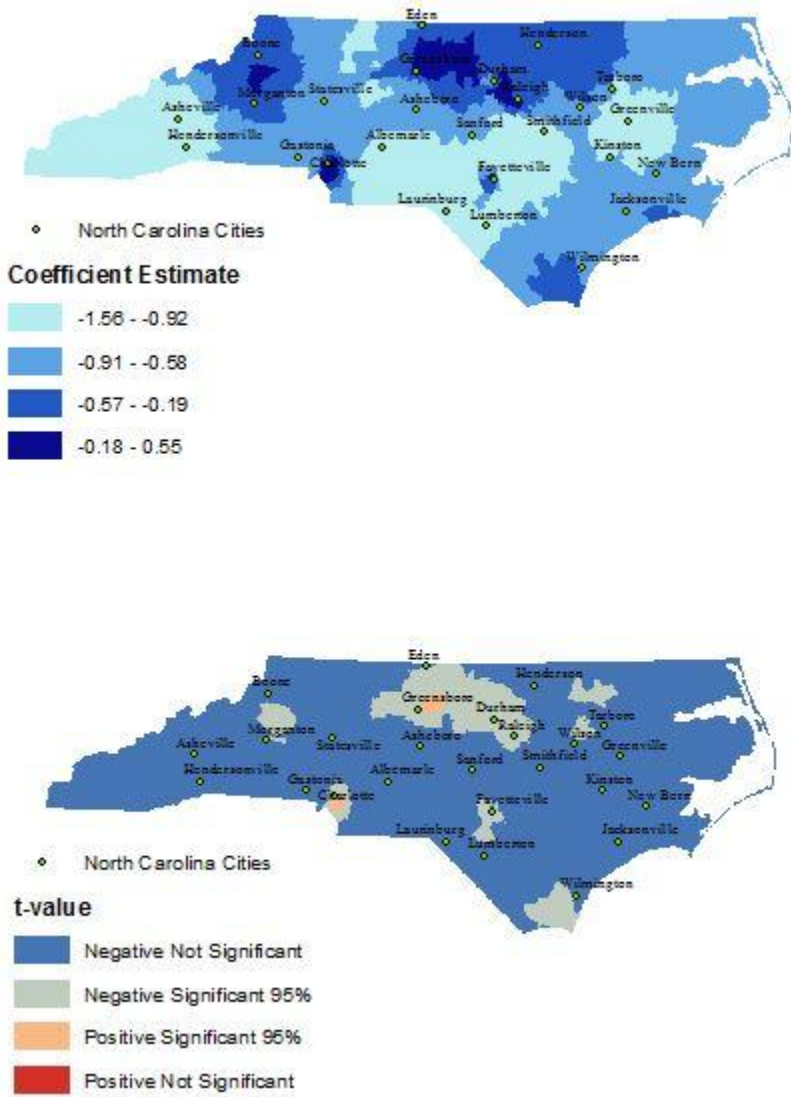 Eden
Henderson
Boone
Greensboro
Durham
Tarboro
Morganton
Statesville
Raleigh
Wilson
Asheville
Asheboro
Greenville
Sanford
Smithfield
Hendersonville
Albemarle
Gastonia
Charlotte
Kinston
Fayetteville
New Bern
Laurinburg
Jacksonville
Lumberton
North Carolina Cities
Wilmington
Coefficient Estimate
-1.56 - -0.92
-0.91 - -0.58
-0.57 - -0.19
-0.18 - 0.55
Eden
Henderson
Boone
Greensboro
Durham
Tarboro
Raleigh
Morganton
Wilson
Asheville
Statesville
Asheboro
Greenville
Sanford
Smithfield
Hendersonville
Gastonia
Albemarle
Charlotte
Kinston
Fayetteville
New Bern
Laurinburg
Lumberton
Jacksonville
North Carolina Cities
Wilmington
t-value
Negative Not Significant
Negative Significant 95%
Positive Significant 95%
Positive Not Significant